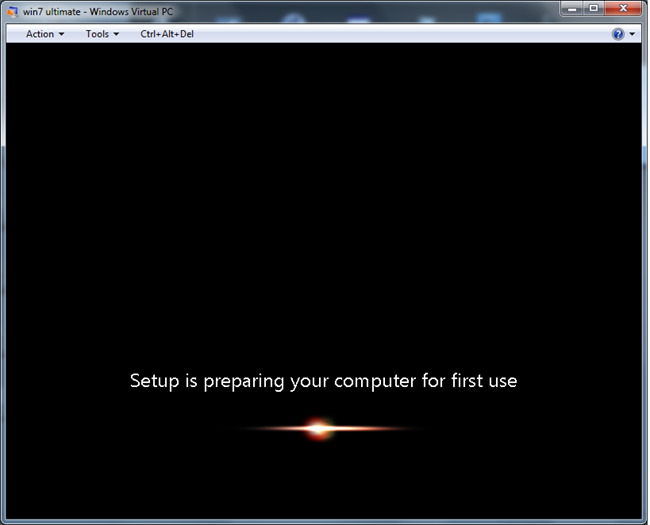 win7 ultimate - Windows Virtual PC
Action Tools Ctrl+Alt+Del ?
Setup is preparing your computer for first use